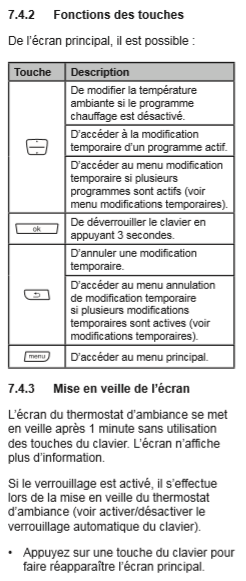 7.4.2 Fonctions des touches
De l'écran principal, il est possible :
Touche Description
De modifier la température
ambiante si le programme
chauffage est désactivé.
D'accéder à la modification
temporaire d'un programme actif.
D'accéder au menu modification
temporaire si plusieurs
programmes sont actifs (voir
menu modifications temporaires).
ok
De déverrouiller le clavier en
appuyant 3 secondes.
D'annuler une modification
temporaire.
D'accéder au menu annulation
de modification temporaire
si plusieurs modifications
temporaires sont actives (voir
modifications temporaires).
menu
D'accéder au menu principal.
7.4.3 Mise en veille de l'écran
L'écran du thermostat d'ambiance se met
en veille après 1 minute sans utilisation
des touches du clavier. L'écran n'affiche
plus d'information.
Si le verrouillage est activé, il s'effectue
lors de la mise en veille du thermostat
d'ambiance (voir activer/désactiver le
verrouillage automatique du clavier).
• Appuyez sur une touche du clavier pour
faire réapparaître l'écran principal.